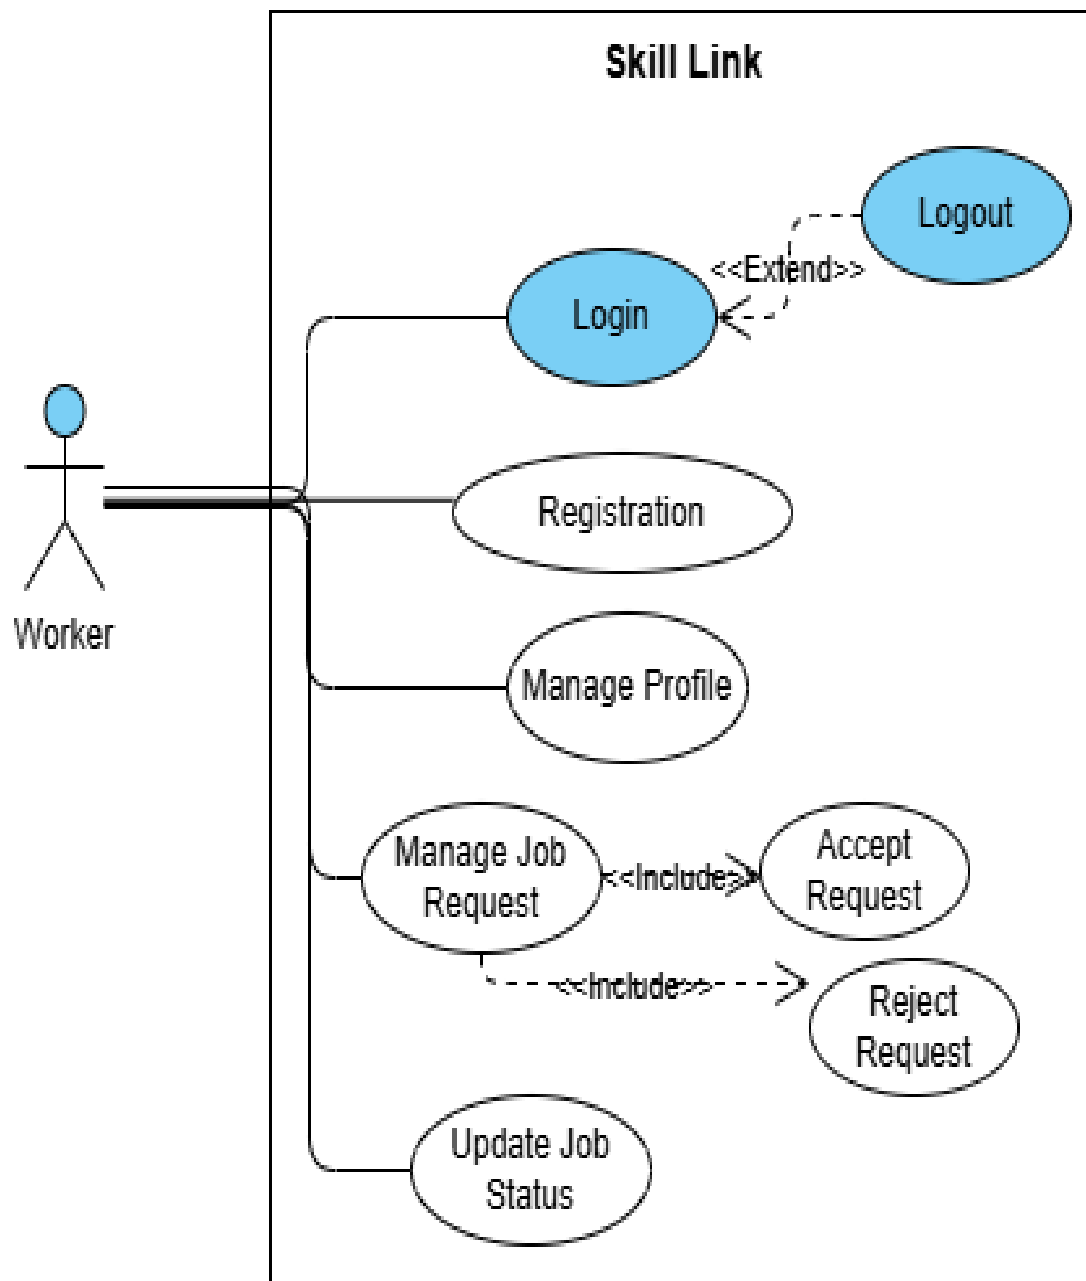 Skill Link
Logout
<<Extend>>
Login
Registration
Worker
Manage Profile
Manage Job
Request
<<Include>>
Accept
Request
<<Include>>
Reject
Request
Update Job
Status